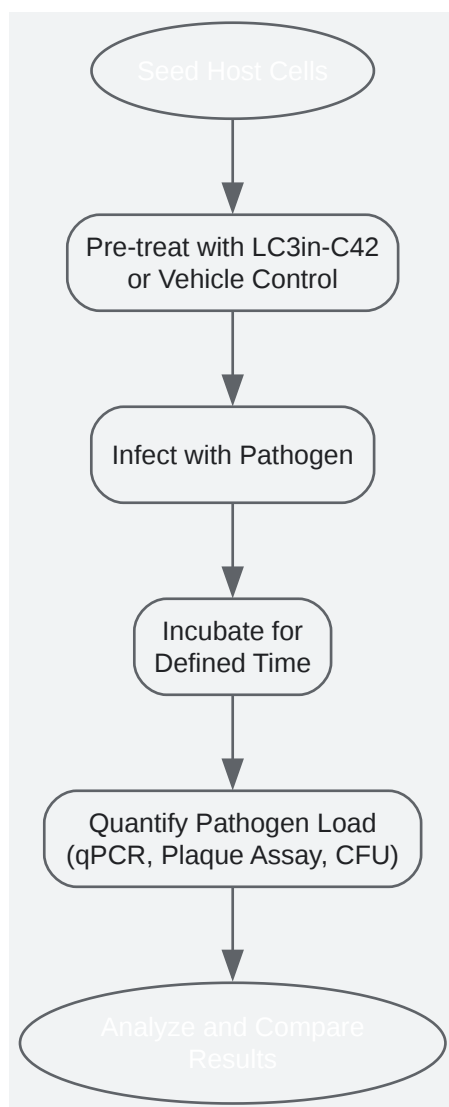 Seed Host Cells
Pre-treat with LC3in-C42
or Vehicle Control
Infect with Pathogen
Incubate for
Defined Time
Quantify Pathogen Load
(qPCR, Plaque Assay, CFU)
Analyze and Compare
Results